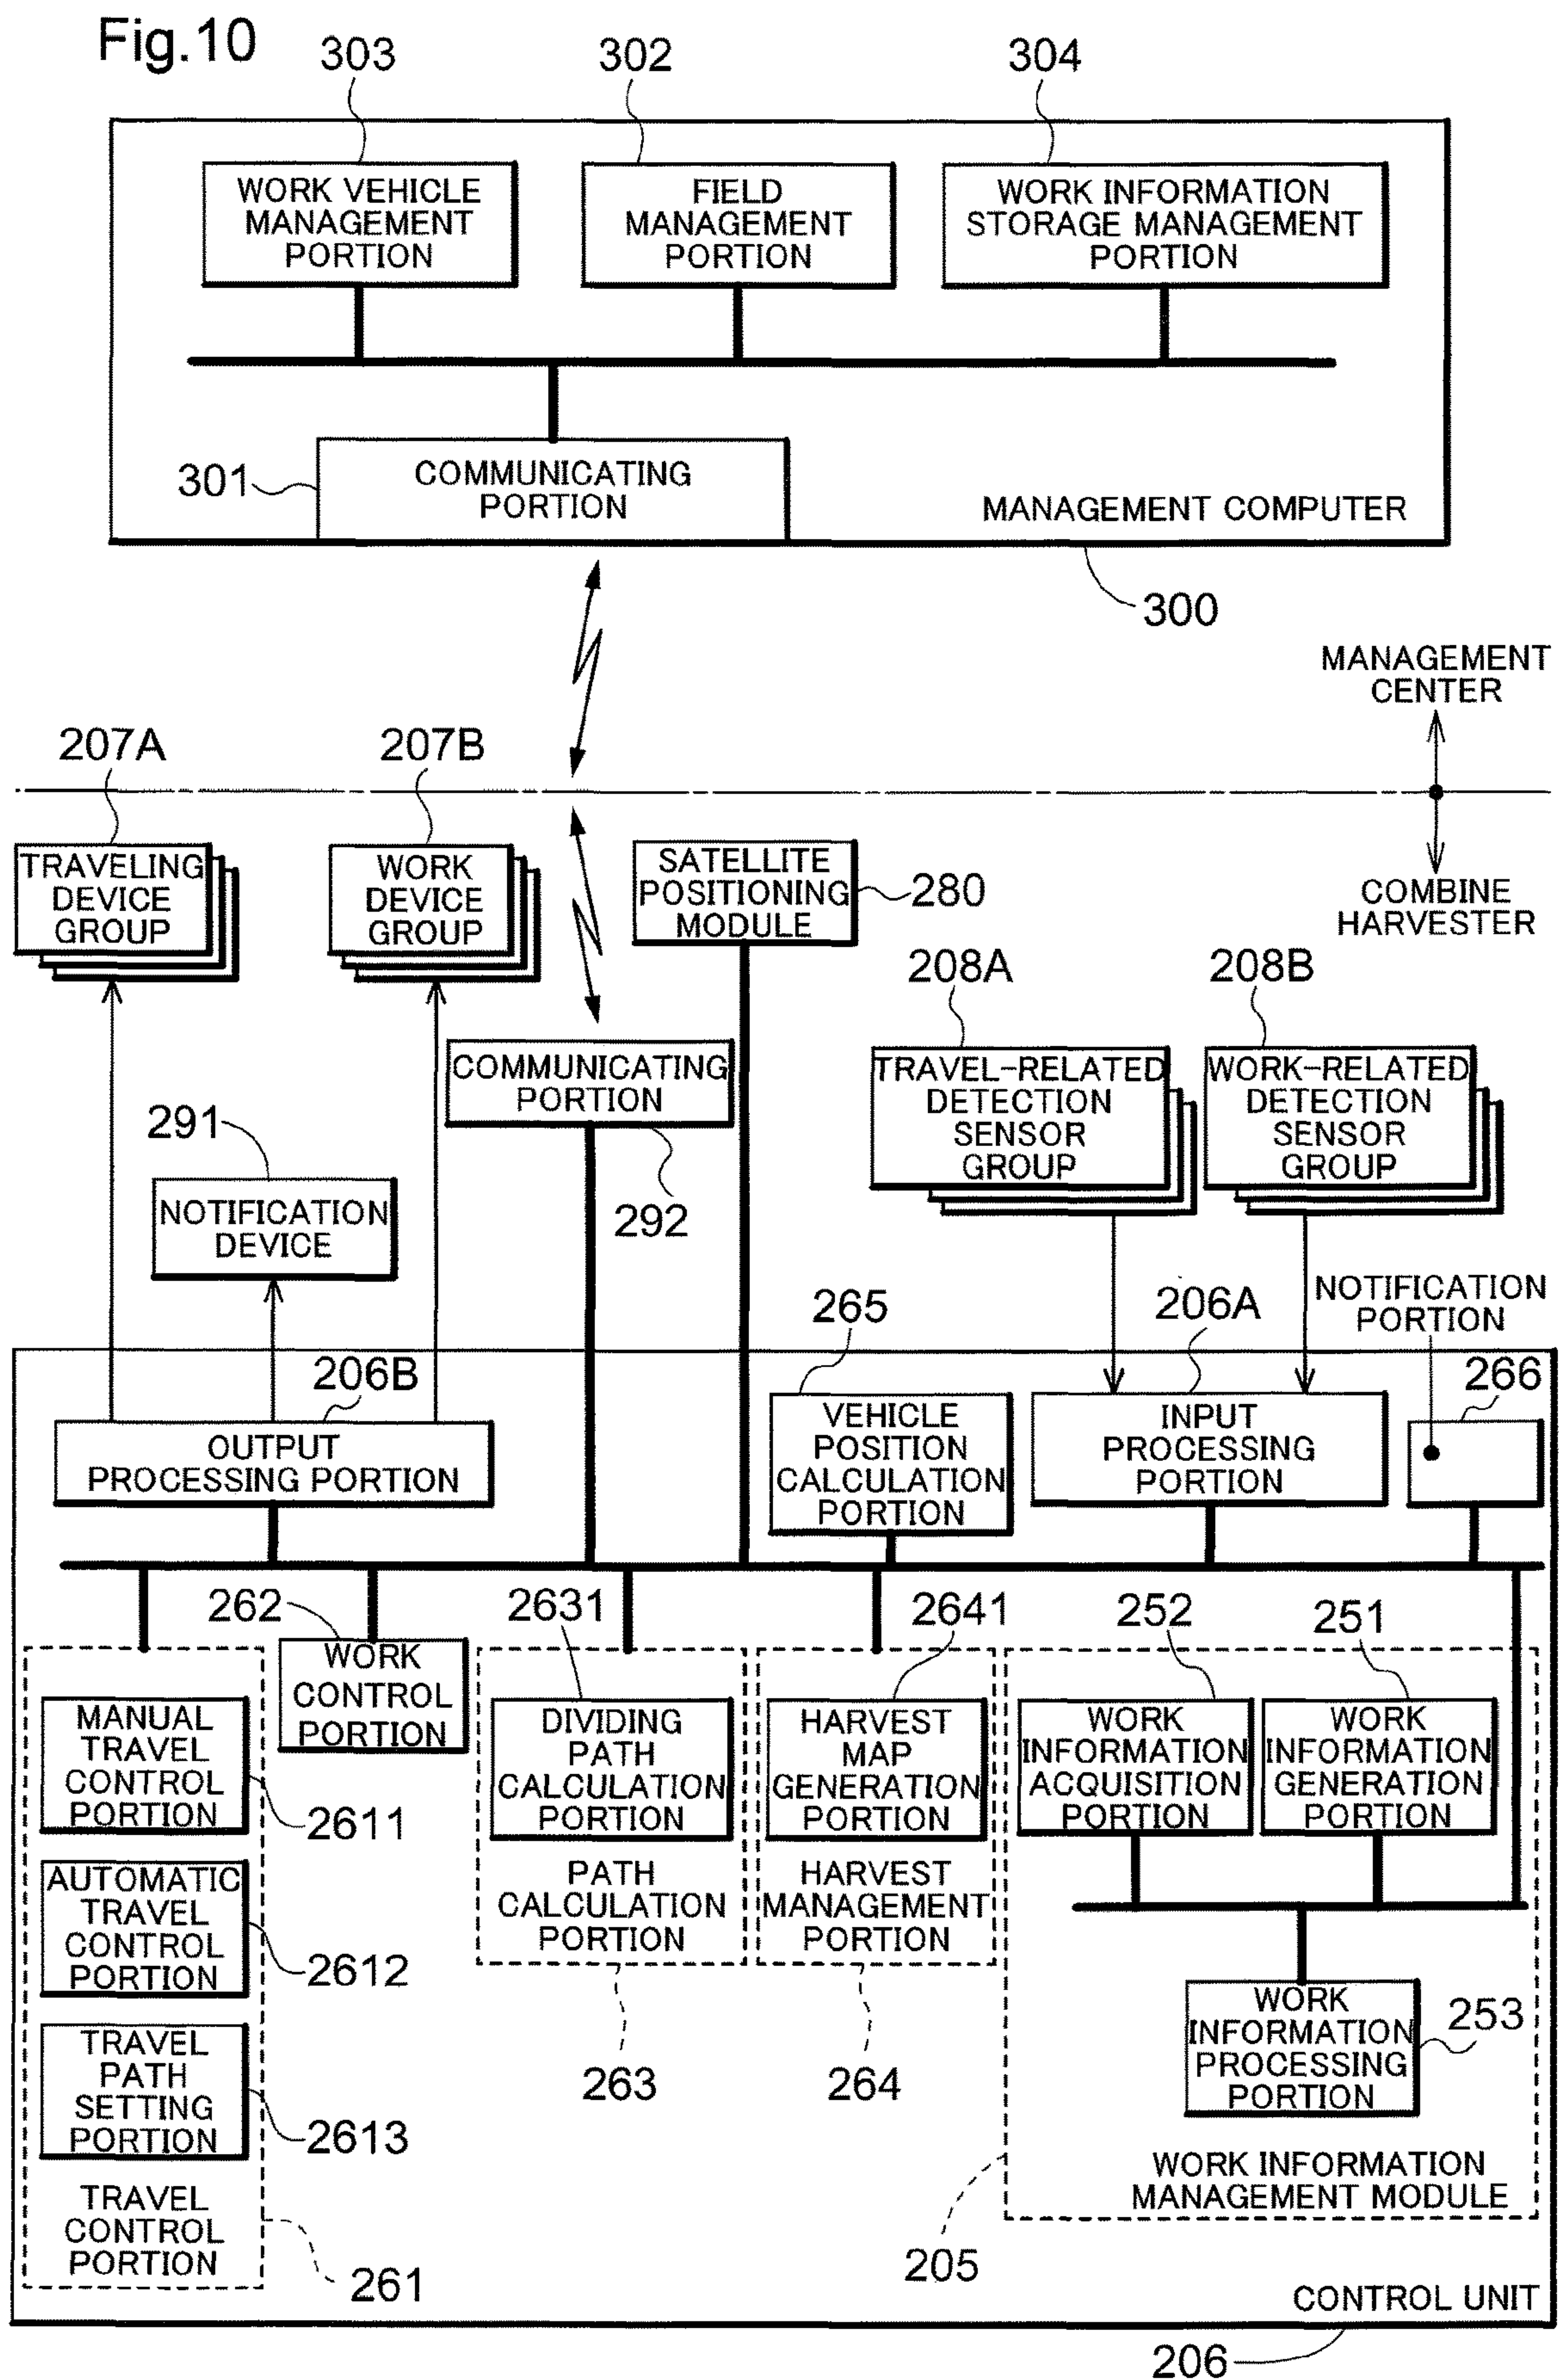 Fig.10
303
302
304
WORK VEHICLE
MANAGEMENT
PORTION
FIELD
MANAGEMENT
PORTION
WORK INFORMATION
STORAGE MANAGEMENT
PORTION
301
COMMUNICATING
PORTION
MANAGEMENT COMPUTER
300
MANAGEMENT
CENTER
207A
207B
TRAVELING
DEVICE
GROUP
WORK
DEVICE
GROUP
SATELLITE
POSITIONING
MODULE
280
COMBINE
HARVESTER
208A
208B
COMMUNICATING
PORTION
292
TRAVEL-RELATED
DETECTION
SENSOR
GROUP
WORK-RELATED
DETECTION
SENSOR
GROUP
291
NOTIFICATION
DEVICE
265
206A
NOTIFICATION
PORTION
206B
266
OUTPUT
PROCESSING PORTION
VEHICLE
POSITION
CALCULATION
PORTION
INPUT
PROCESSING
PORTION
262
2631
2641
252
251
WORK
CONTROL
PORTION
MANUAL
TRAVEL
CONTROL
PORTION
2611
DIVIDING
PATH
CALCULATION
PORTION
HARVEST
MAP
GENERATION
PORTION
WORK
INFORMATION
ACQUISITION
PORTION
WORK
INFORMATION
GENERATION
PORTION
AUTOMATIC
TRAVEL
CONTROL
PORTION
2612
PATH
CALCULATION
PORTION
HARVEST
MANAGEMENT
PORTION
263
264
WORK
INFORMATION
PROCESSING
PORTION
253
TRAVEL
PATH
SETTING
PORTION
2613
TRAVEL
CONTROL
PORTION
261
WORK INFORMATION
MANAGEMENT MODULE
205
CONTROL UNIT
206